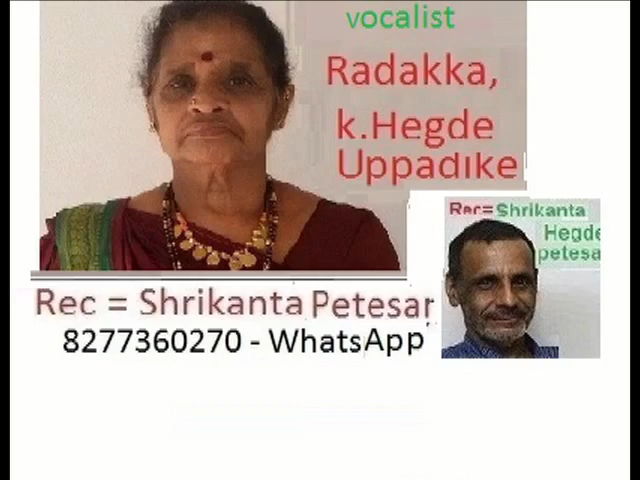 vocalist
Radakka,
k.Hegde
Uppadike
Rec= Shrikanta
Hegde
petesa
Rec = Shrikanta Petesar
8277360270 - WhatsApp